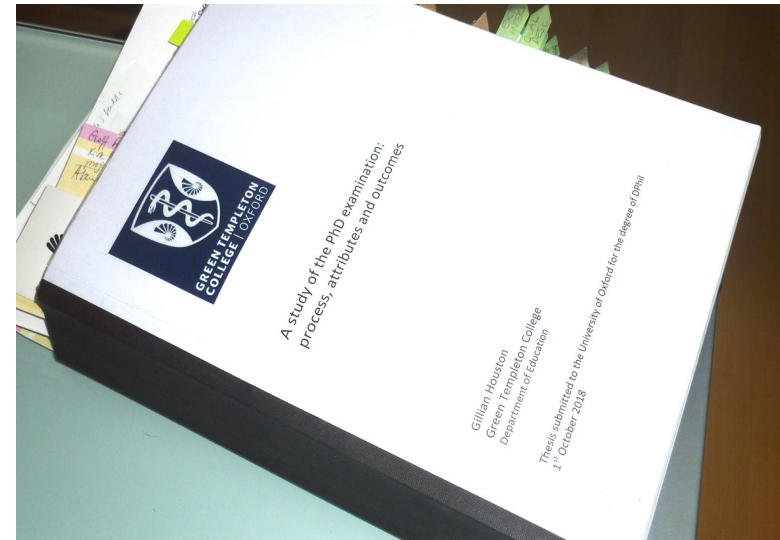 GREEN TEMPLETON
COLLEGE | OXFORD
A study of the PhD examination:
process, attributes and outcomes
Gillian Houston
Green Templeton College
Department of Education
Thesis submitted to the University of Oxford for the degree of DPhil
1st October 2018